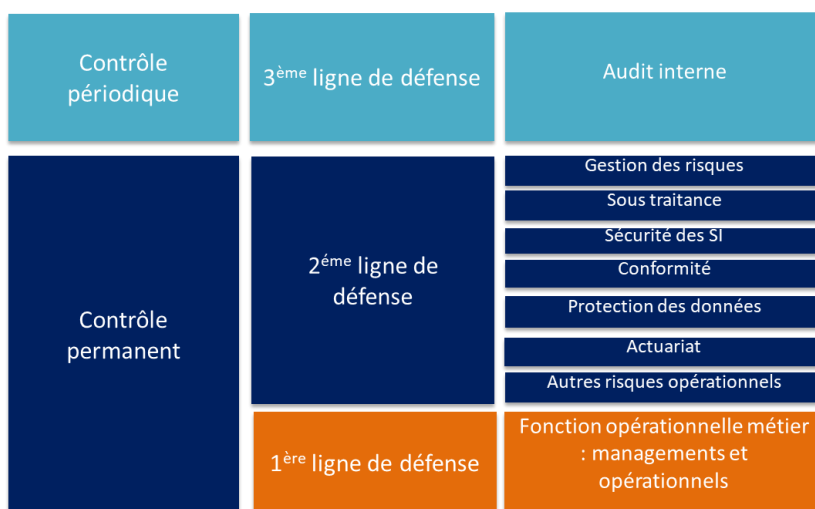 Contrôle
périodique
3ème ligne de défense
Audit interne
Contrôle
permanent
2éme ligne de
défense
Gestion des risques
Sous traitance
Sécurité des SI
Conformité
Protection des données
Actuariat
Autres risques opérationnels
1ère ligne de défense
Fonction opérationnelle métier
: managements et
opérationnels